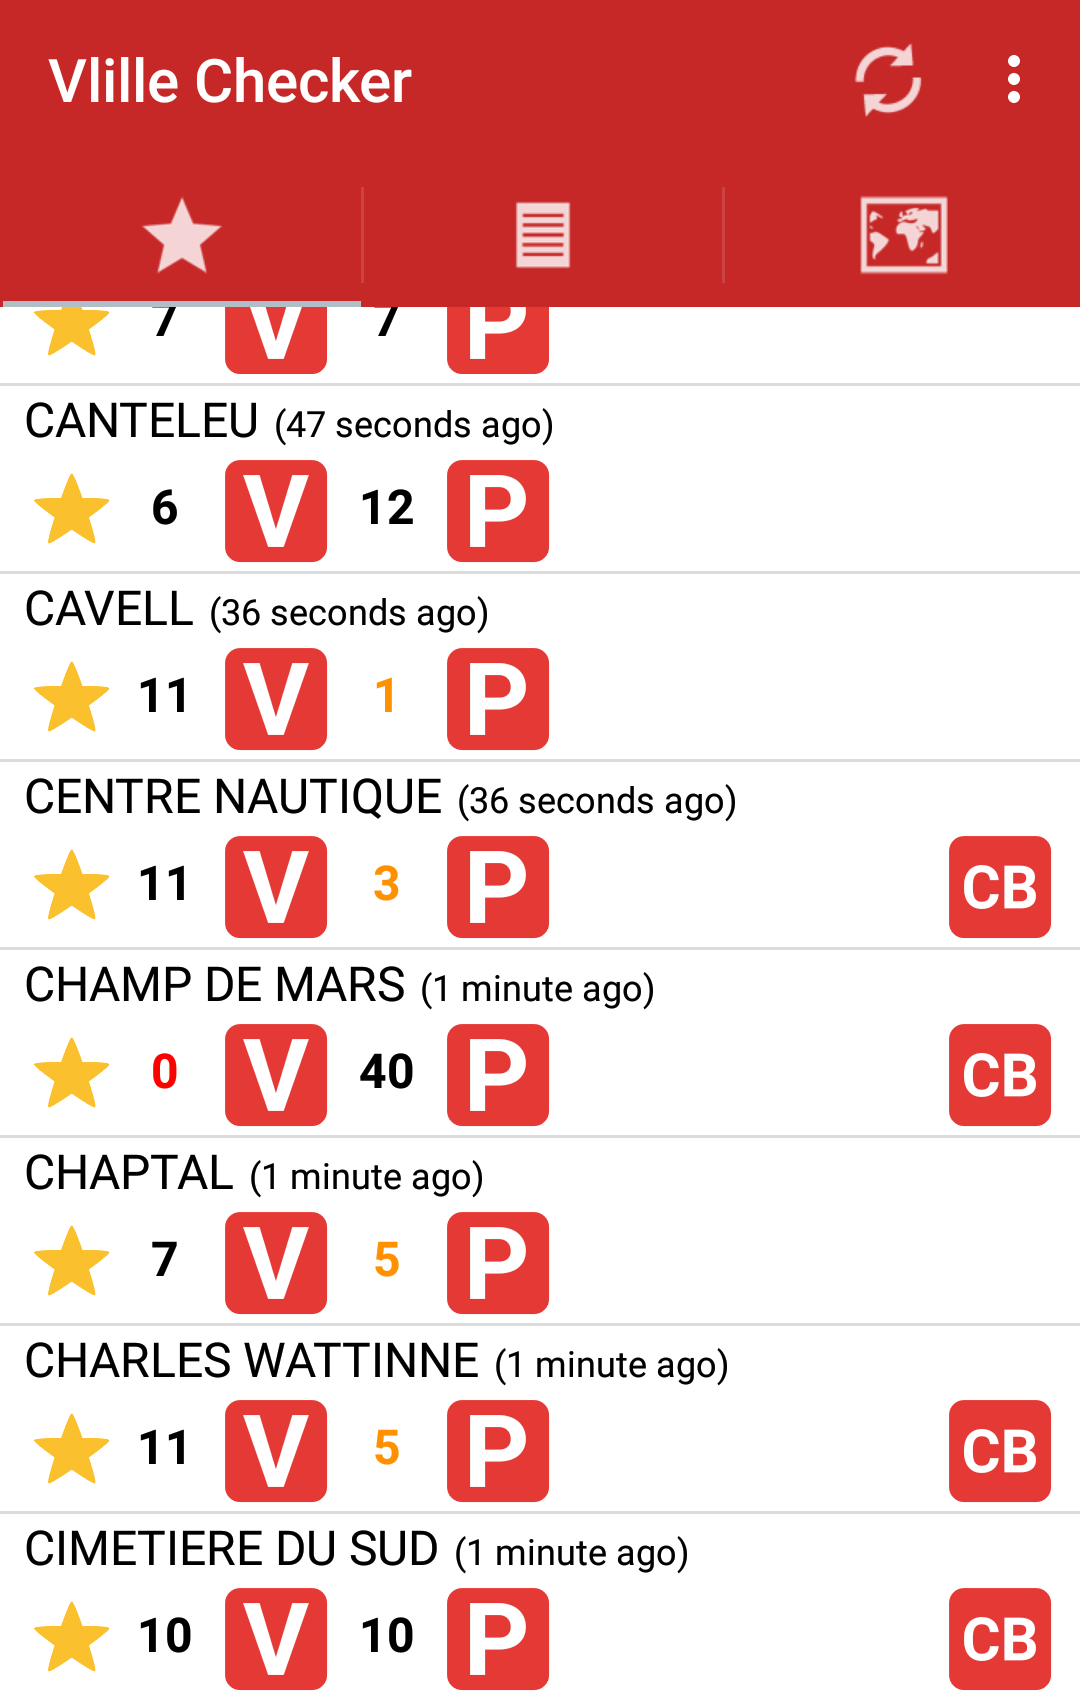 Vlille Checker
7 V 7 P
CANTELEU (47 seconds ago)
6 V 12 P
CAVELL (36 seconds ago)
11 V 1 P
CENTRE NAUTIQUE (36 seconds ago)
11 V 3 P CB
CHAMP DE MARS (1 minute ago)
0 V 40 P CB
CHAPTAL (1 minute ago)
7 V 5 P
CHARLES WATTINNE (1 minute ago)
11 V 5 P CB
CIMETIERE DU SUD (1 minute ago)
10 V 10 P CB